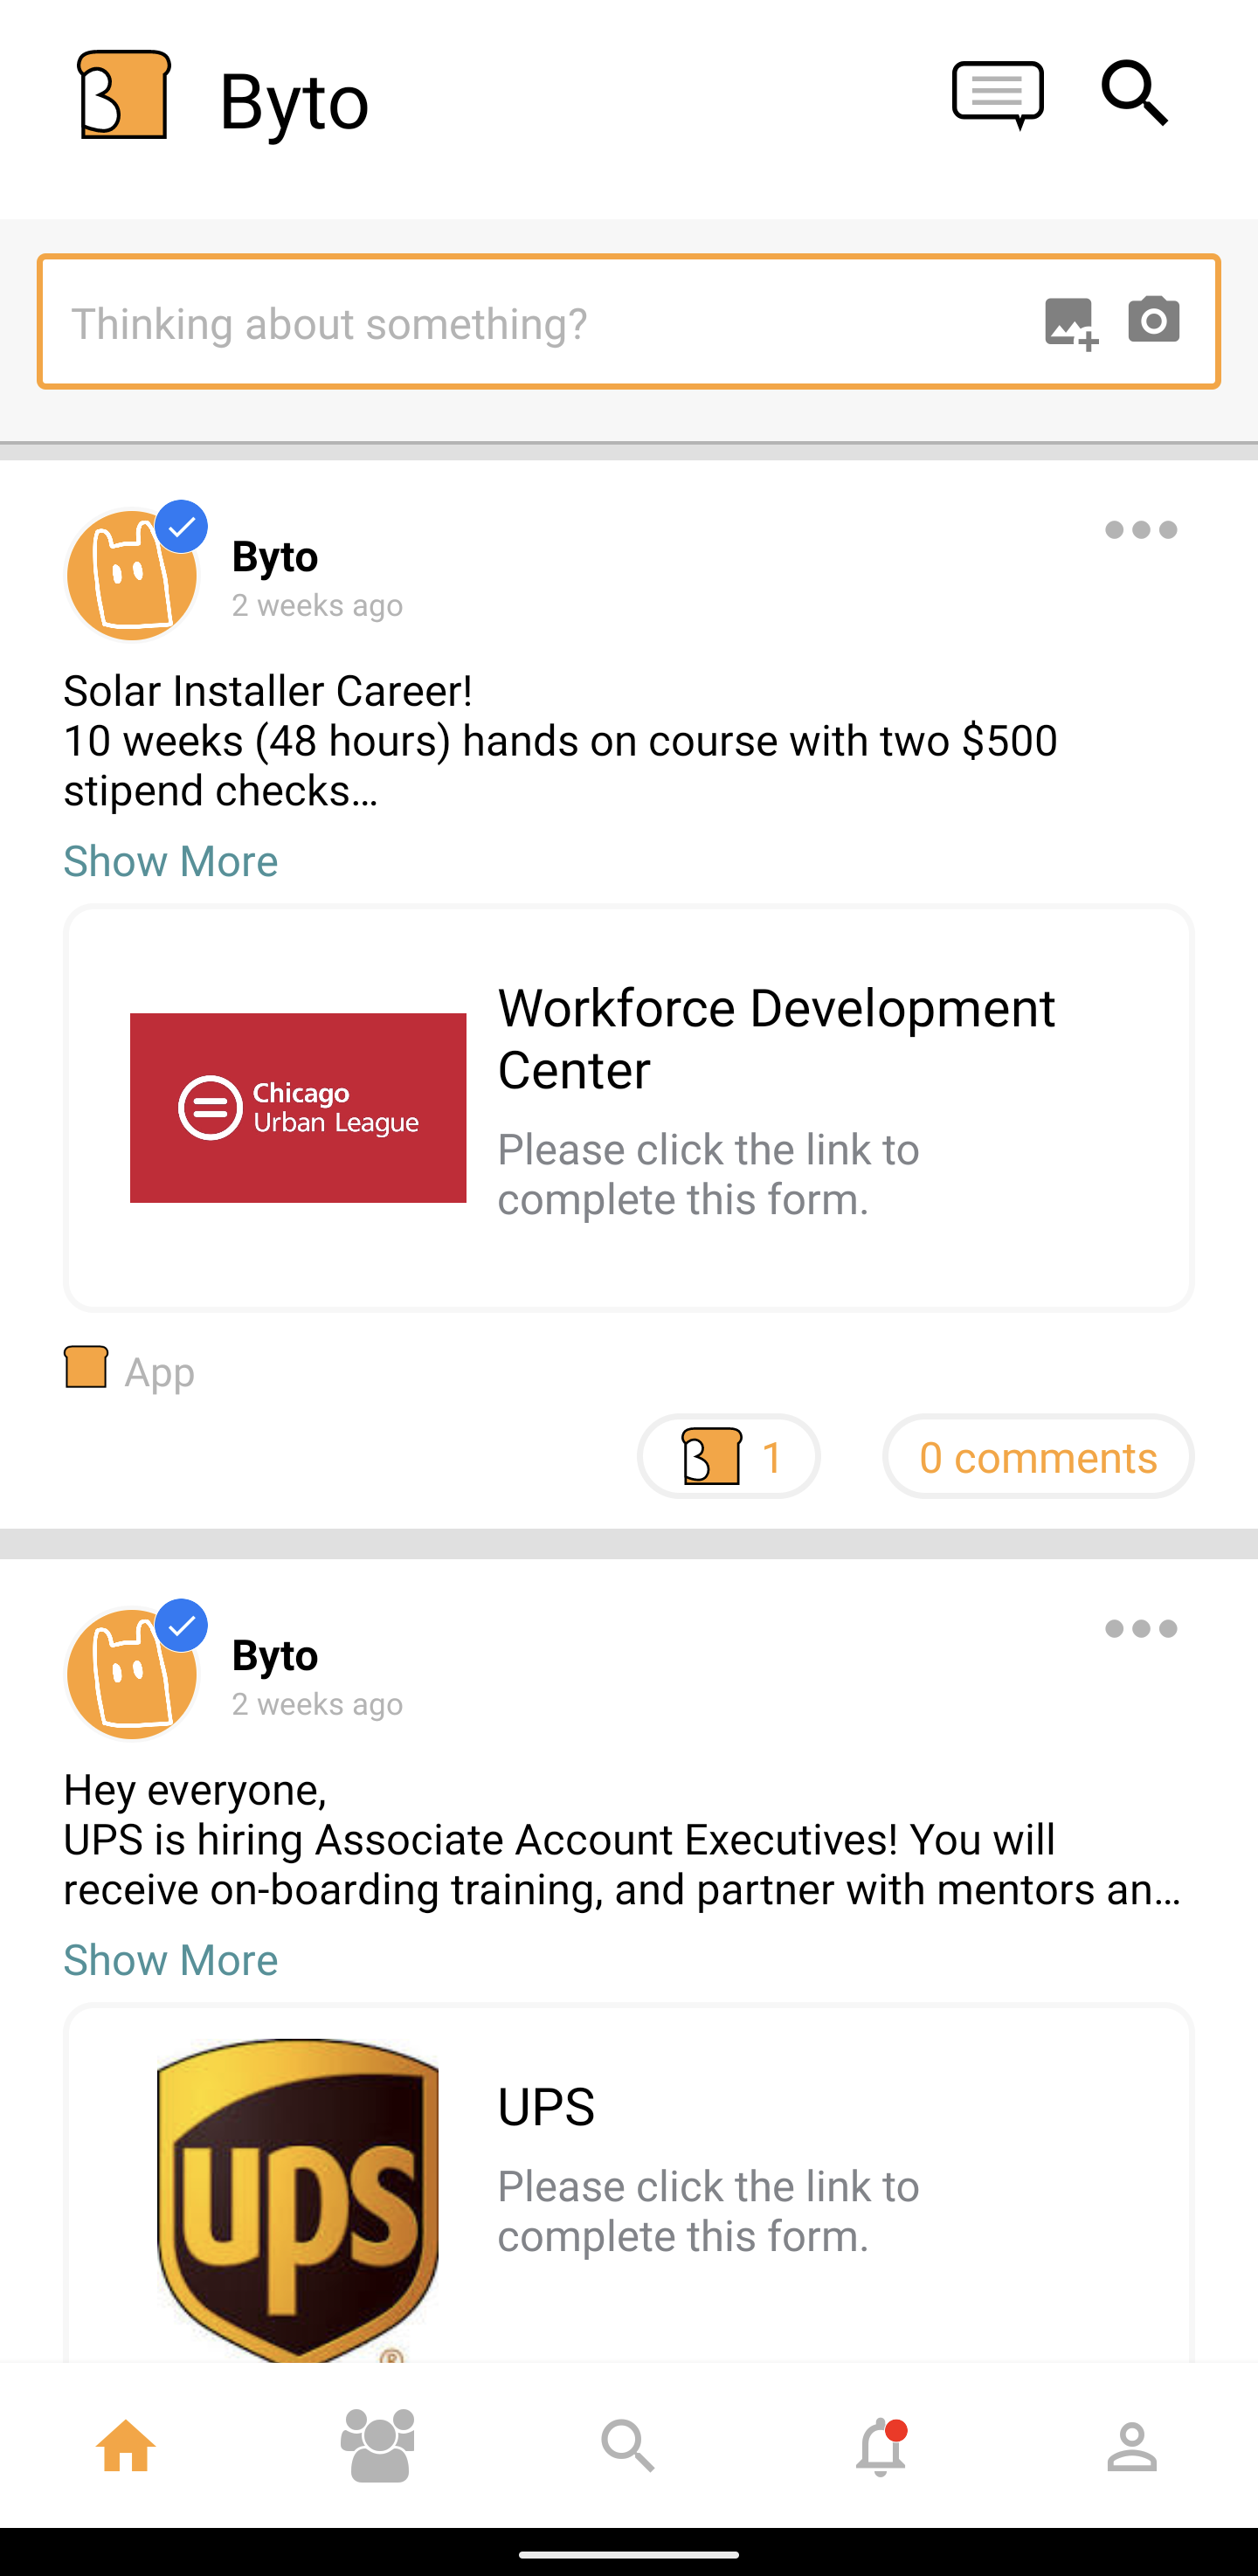 Byto
Thinking about something?
Byto
2 weeks ago
Solar Installer Career!
10 weeks (48 hours) hands on course with two $500
stipend checks…
Show More
Chicago
Urban League
Workforce Development
Center
Please click the link to
complete this form.
App
B 1
0 comments
Byto
2 weeks ago
Hey everyone,
UPS is hiring Associate Account Executives! You will
receive on-boarding training, and partner with mentors an…
Show More
ups
®
UPS
Please click the link to
complete this form.